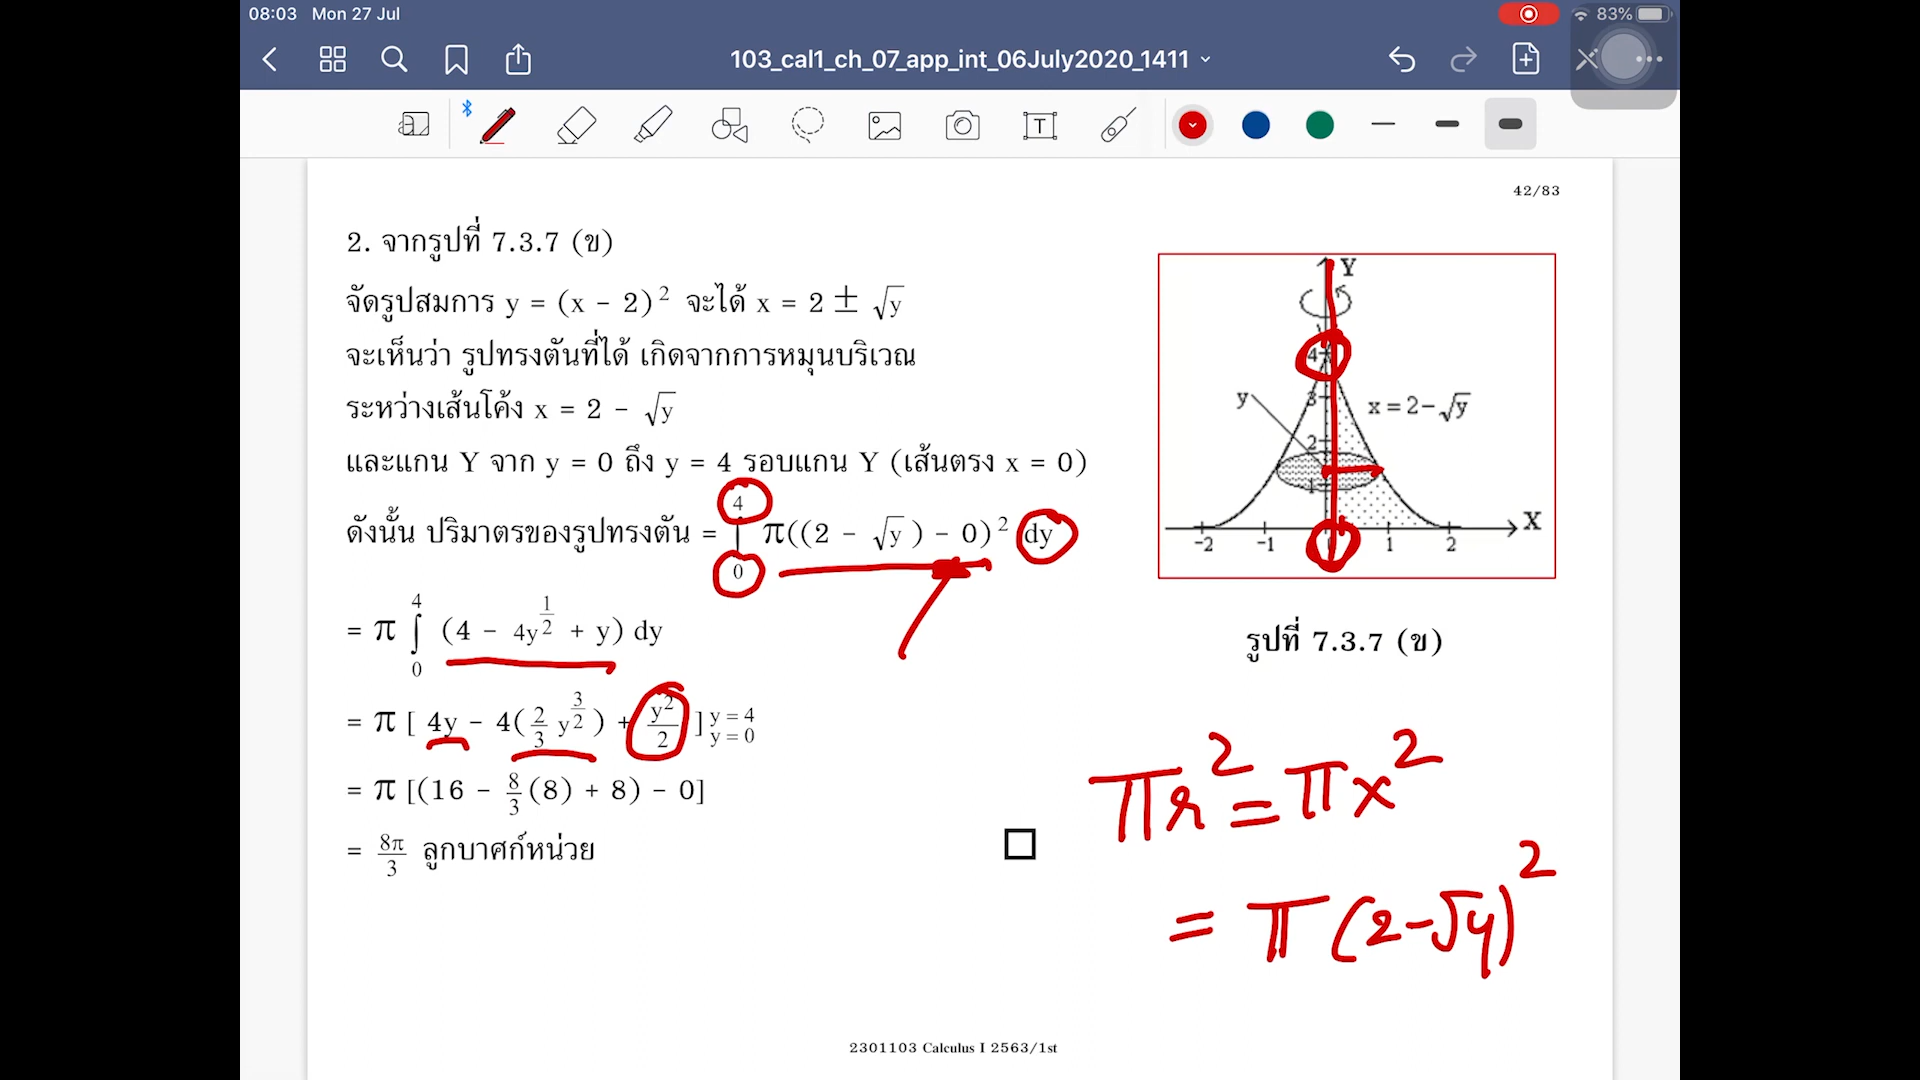 08:03 Mon 27 Jul
83%
103_cal1_ch_07_app_int_06July2020_1411
42/83
2. จากรูปที่ 7.3.7 (ข)
จัดรูปสมการ y = (x - 2)² จะได้ x = 2 ± √y
จะเห็นว่า รูปทรงตันที่ได้ เกิดจากการหมุนบริเวณ
ระหว่างเส้นโค้ง x = 2 - √y
และแกน Y จาก y = 0 ถึง y = 4 รอบแกน Y (เส้นตรง x = 0)
ดังนั้น ปริมาตรของรูปทรงตัน = ∫₀⁴ π((2 - √y) - 0)² dy
= π ∫₀⁴ (4 - 4y^(1/2) + y) dy
= π [ 4y - 4(2/3 y^(3/2)) + y²/2 ] y = 4 y = 0
= π [(16 - 8/3 (8) + 8) - 0]
= 8π/3 ลูกบาศก์หน่วย
Y
4
3
x = 2 - √y
y
2
1
X
-2 -1 1 2
รูปที่ 7.3.7 (ข)
πr² = πx²
= π(2-√y)²
2301103 Calculus I 2563/1st